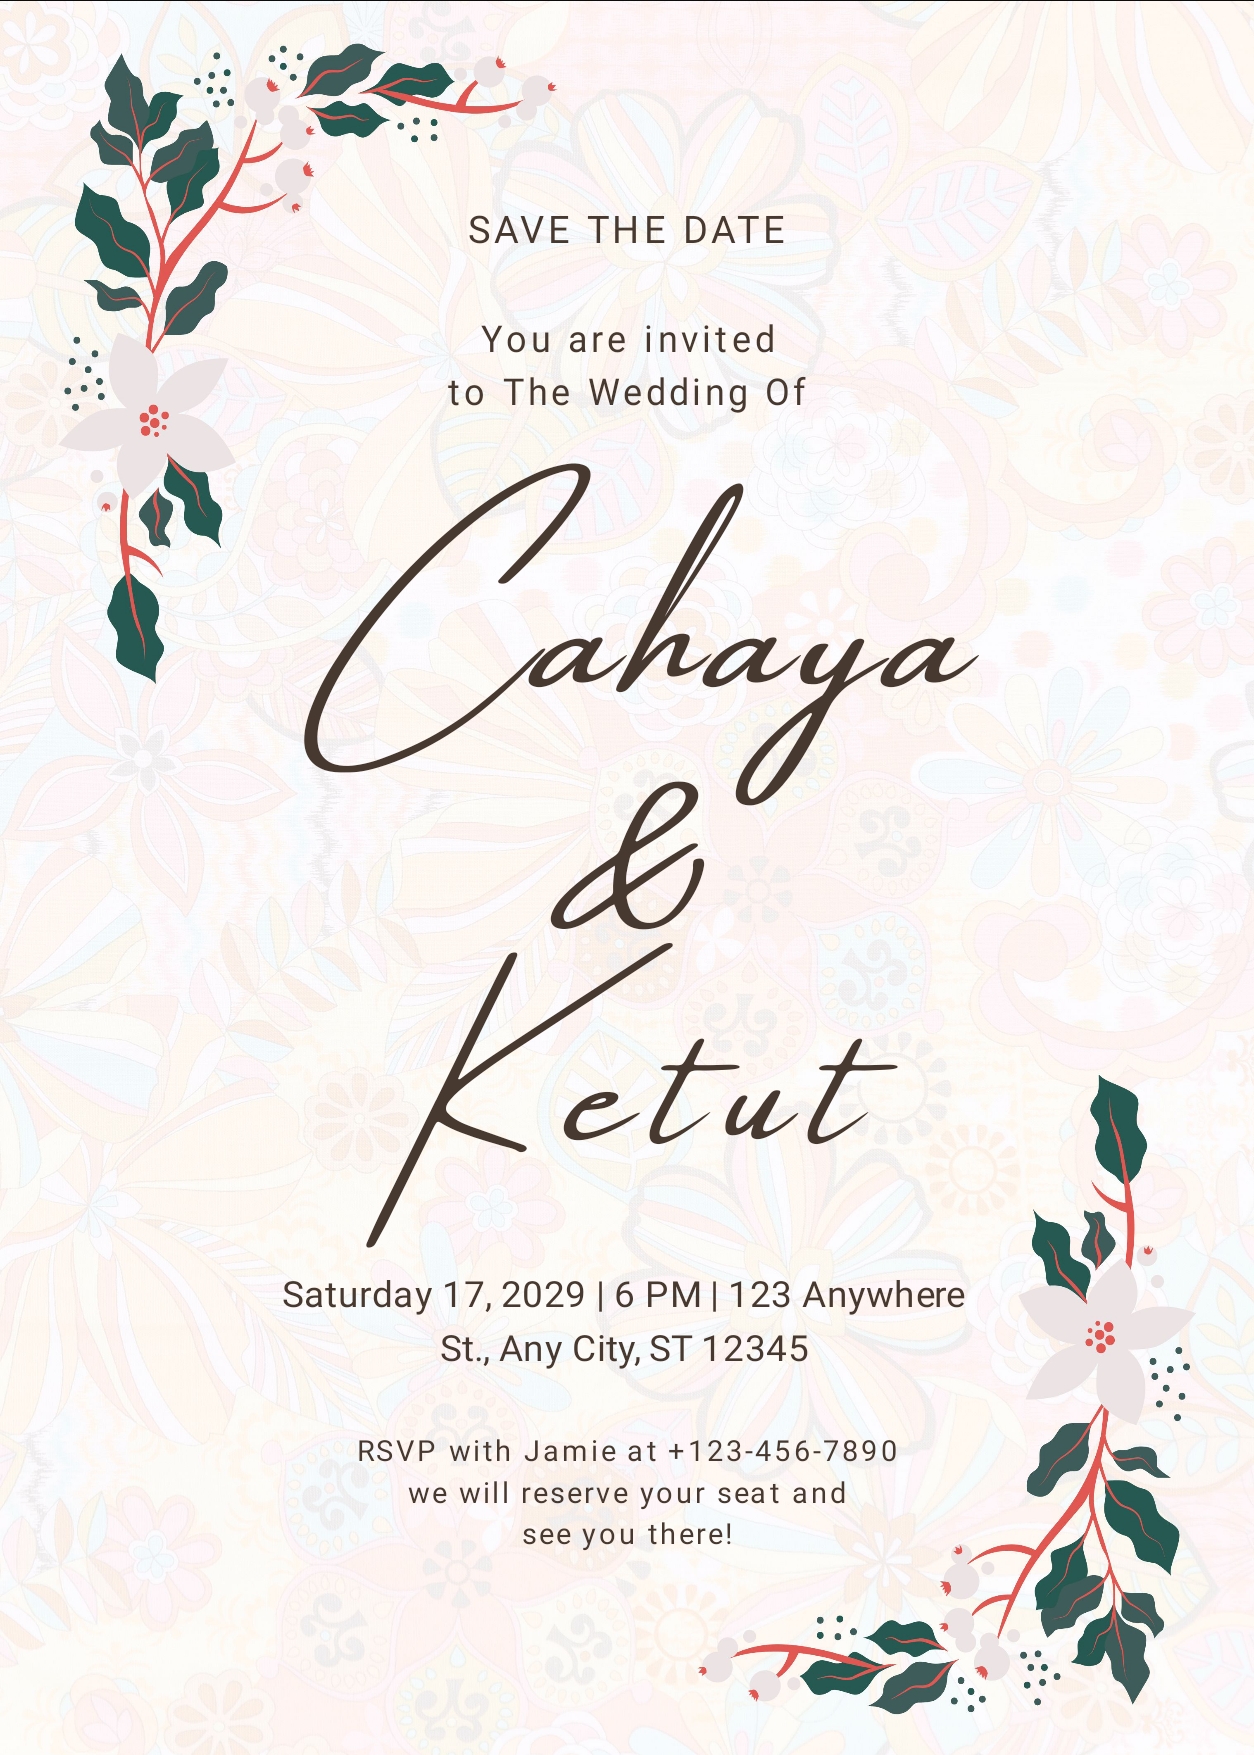 SAVE THE DATE
You are invited
to The Wedding Of
Cahaya
&
Ketut
Saturday 17, 2029 | 6 PM | 123 Anywhere
St., Any City, ST 12345
RSVP with Jamie at +123-456-7890
we will reserve your seat and
see you there!